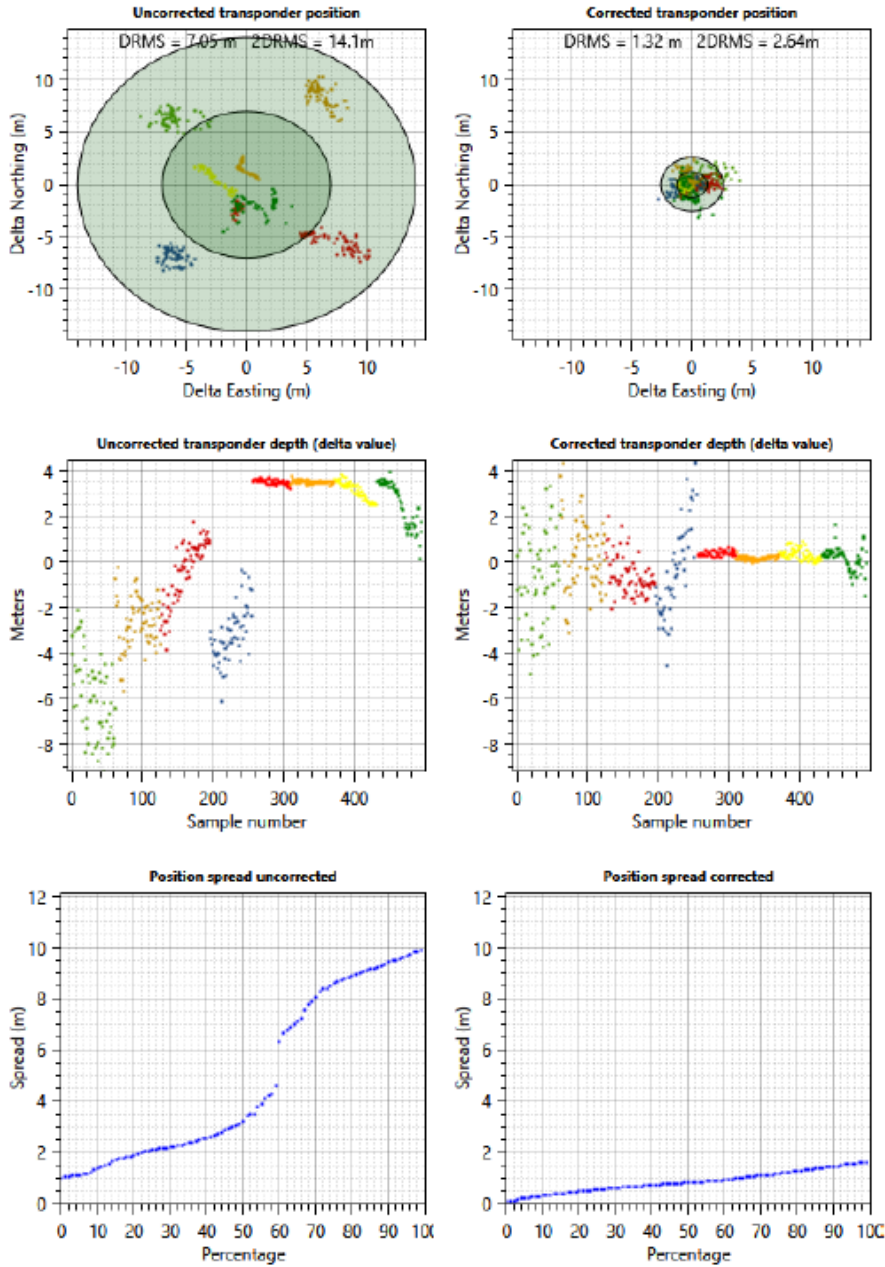 Uncorrected transponder position
DRMS = 7.05 m 2DRMS = 14.1m
Delta Northing (m)
10
5
0
-5
-10
-10 -5 0 5 10
Delta Easting (m)
Corrected transponder position
DRMS = 1.32 m 2DRMS = 2.64m
Delta Northing (m)
10
5
0
-5
-10
-10 -5 0 5 10
Delta Easting (m)
Uncorrected transponder depth (delta value)
Meters
4
2
0
-2
-4
-6
-8
0 200 400
Sample number
Corrected transponder depth (delta value)
Meters
4
2
0
-2
-4
-6
-8
0 200 400
Sample number
Position spread uncorrected
Spread (m)
12
10
8
6
4
2
0
0 10 20 30 40 50 60 70 80 90 100
Percentage
Position spread corrected
Spread (m)
12
10
8
6
4
2
0
0 10 20 30 40 50 60 70 80 90 100
Percentage